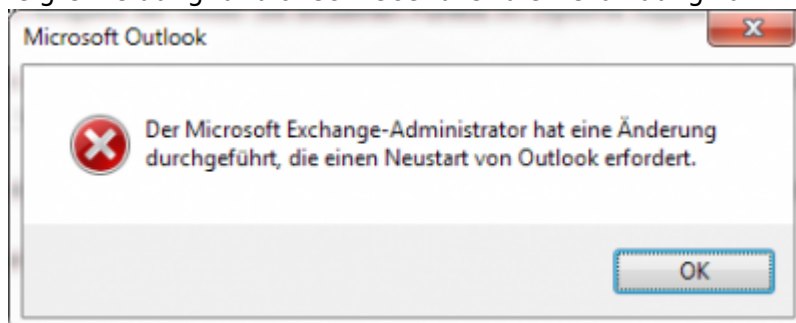 Microsoft Outlook
Der Microsoft Exchange-Administrator hat eine Änderung
durchgeführt, die einen Neustart von Outlook erfordert.
OK